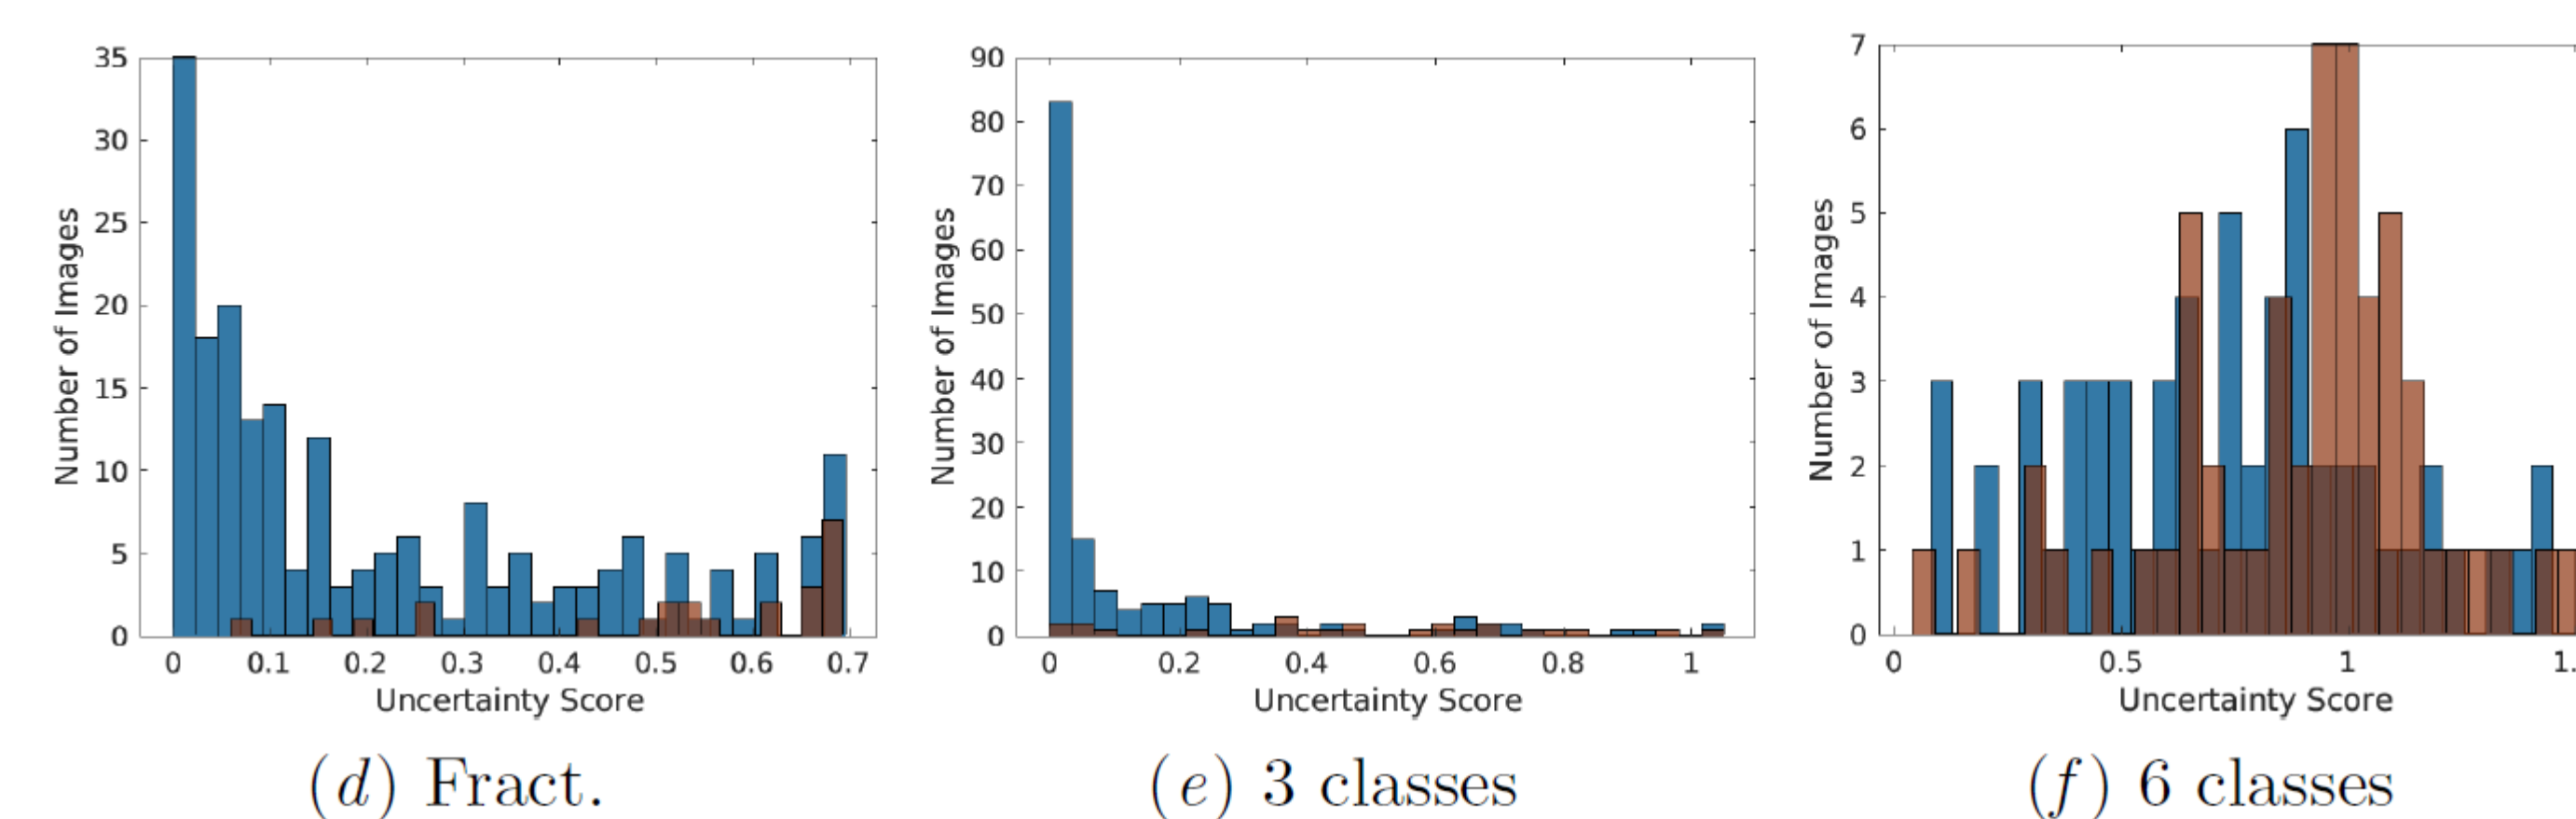 35
30
25
20
15
10
5
0
Number of Images
0 0.1 0.2 0.3 0.4 0.5 0.6 0.7
Uncertainty Score
(d) Fract.
90
80
70
60
50
40
30
20
10
0
Number of Images
0 0.2 0.4 0.6 0.8 1
Uncertainty Score
(e) 3 classes
7
6
5
4
3
2
1
0
Number of Images
0 0.5 1 1.
Uncertainty Score
(f) 6 classes